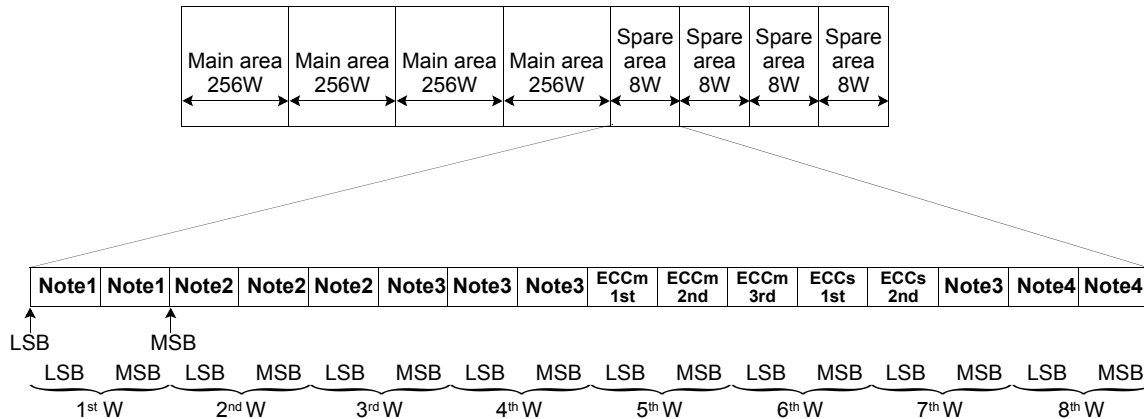 Main area
256W
Main area
256W
Main area
256W
Main area
256W
Spare
area
8W
Spare
area
8W
Spare
area
8W
Spare
area
8W
Note1 Note1 Note2 Note2 Note2 Note3 Note3 Note3 ECCm 1st ECCm 2nd ECCm 3rd ECCs 1st ECCs 2nd Note3 Note4 Note4
LSB MSB
LSB MSB LSB MSB LSB MSB LSB MSB LSB MSB LSB MSB LSB MSB LSB MSB
1st W 2nd W 3rd W 4th W 5th W 6th W 7th W 8th W